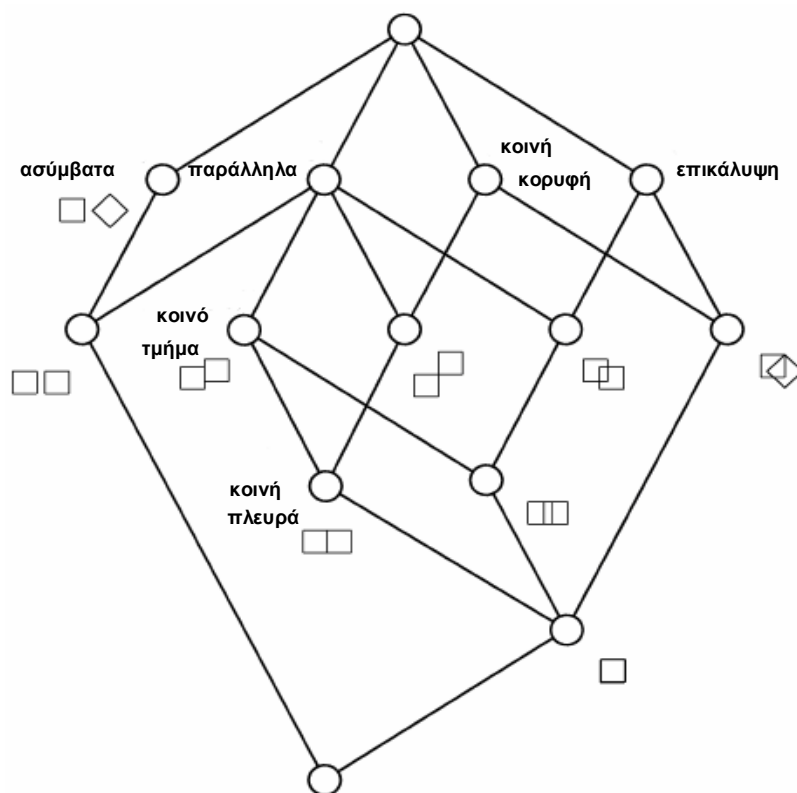 ασύμβατα
παράλληλα
κοινή
κορυφή
επικάλυψη
κοινό
τμήμα
κοινή
πλευρά